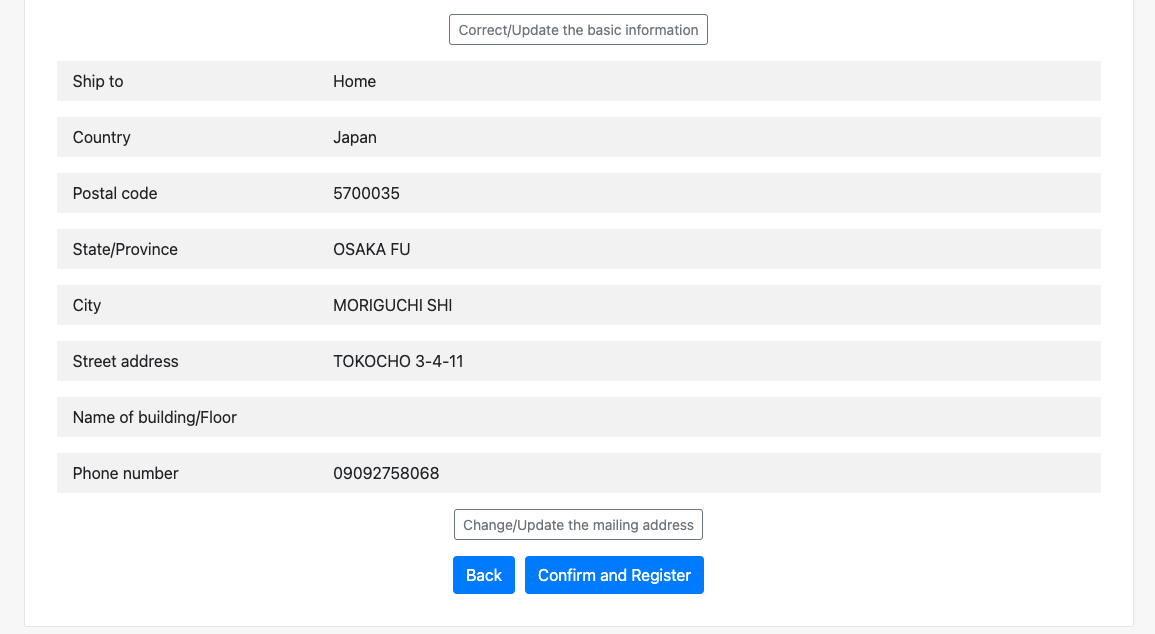 Correct/Update the basic information
Ship to Home
Country Japan
Postal code 5700035
State/Province OSAKA FU
City MORIGUCHI SHI
Street address TOKOCHO 3-4-11
Name of building/Floor
Phone number 09092758068
Change/Update the mailing address
Back Confirm and Register